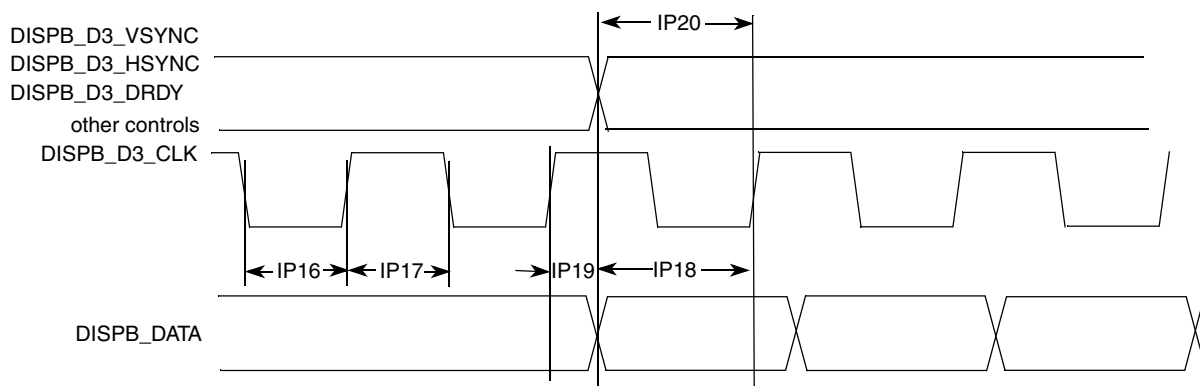 IP20
DISPB_D3_VSYNC
DISPB_D3_HSYNC
DISPB_D3_DRDY
other controls
DISPB_D3_CLK
IP16
IP17
IP19
IP18
DISPB_DATA